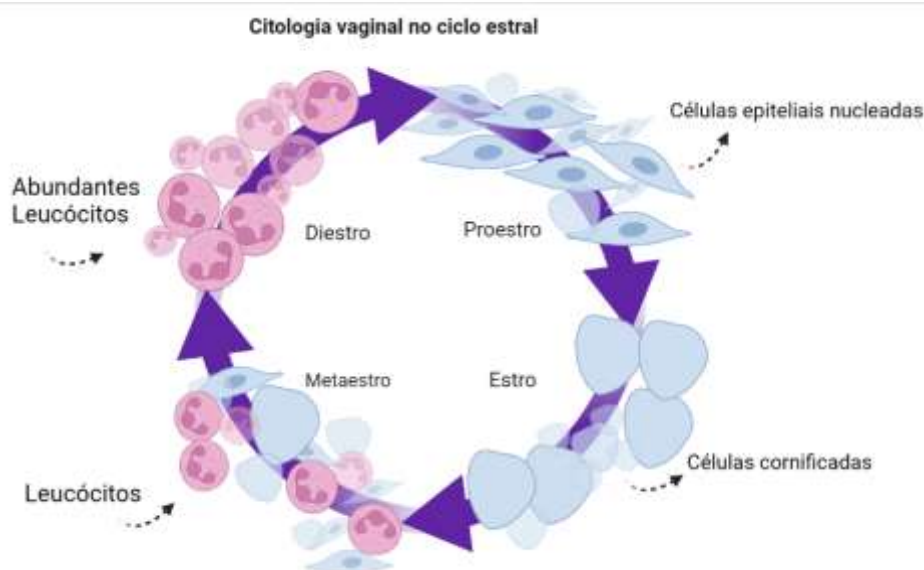 Citologia vaginal no ciclo estral
Células epiteliais nucleadas
Abundantes
Leucócitos
Diestro
Proestro
Metaestro
Estro
Células cornificadas
Leucócitos